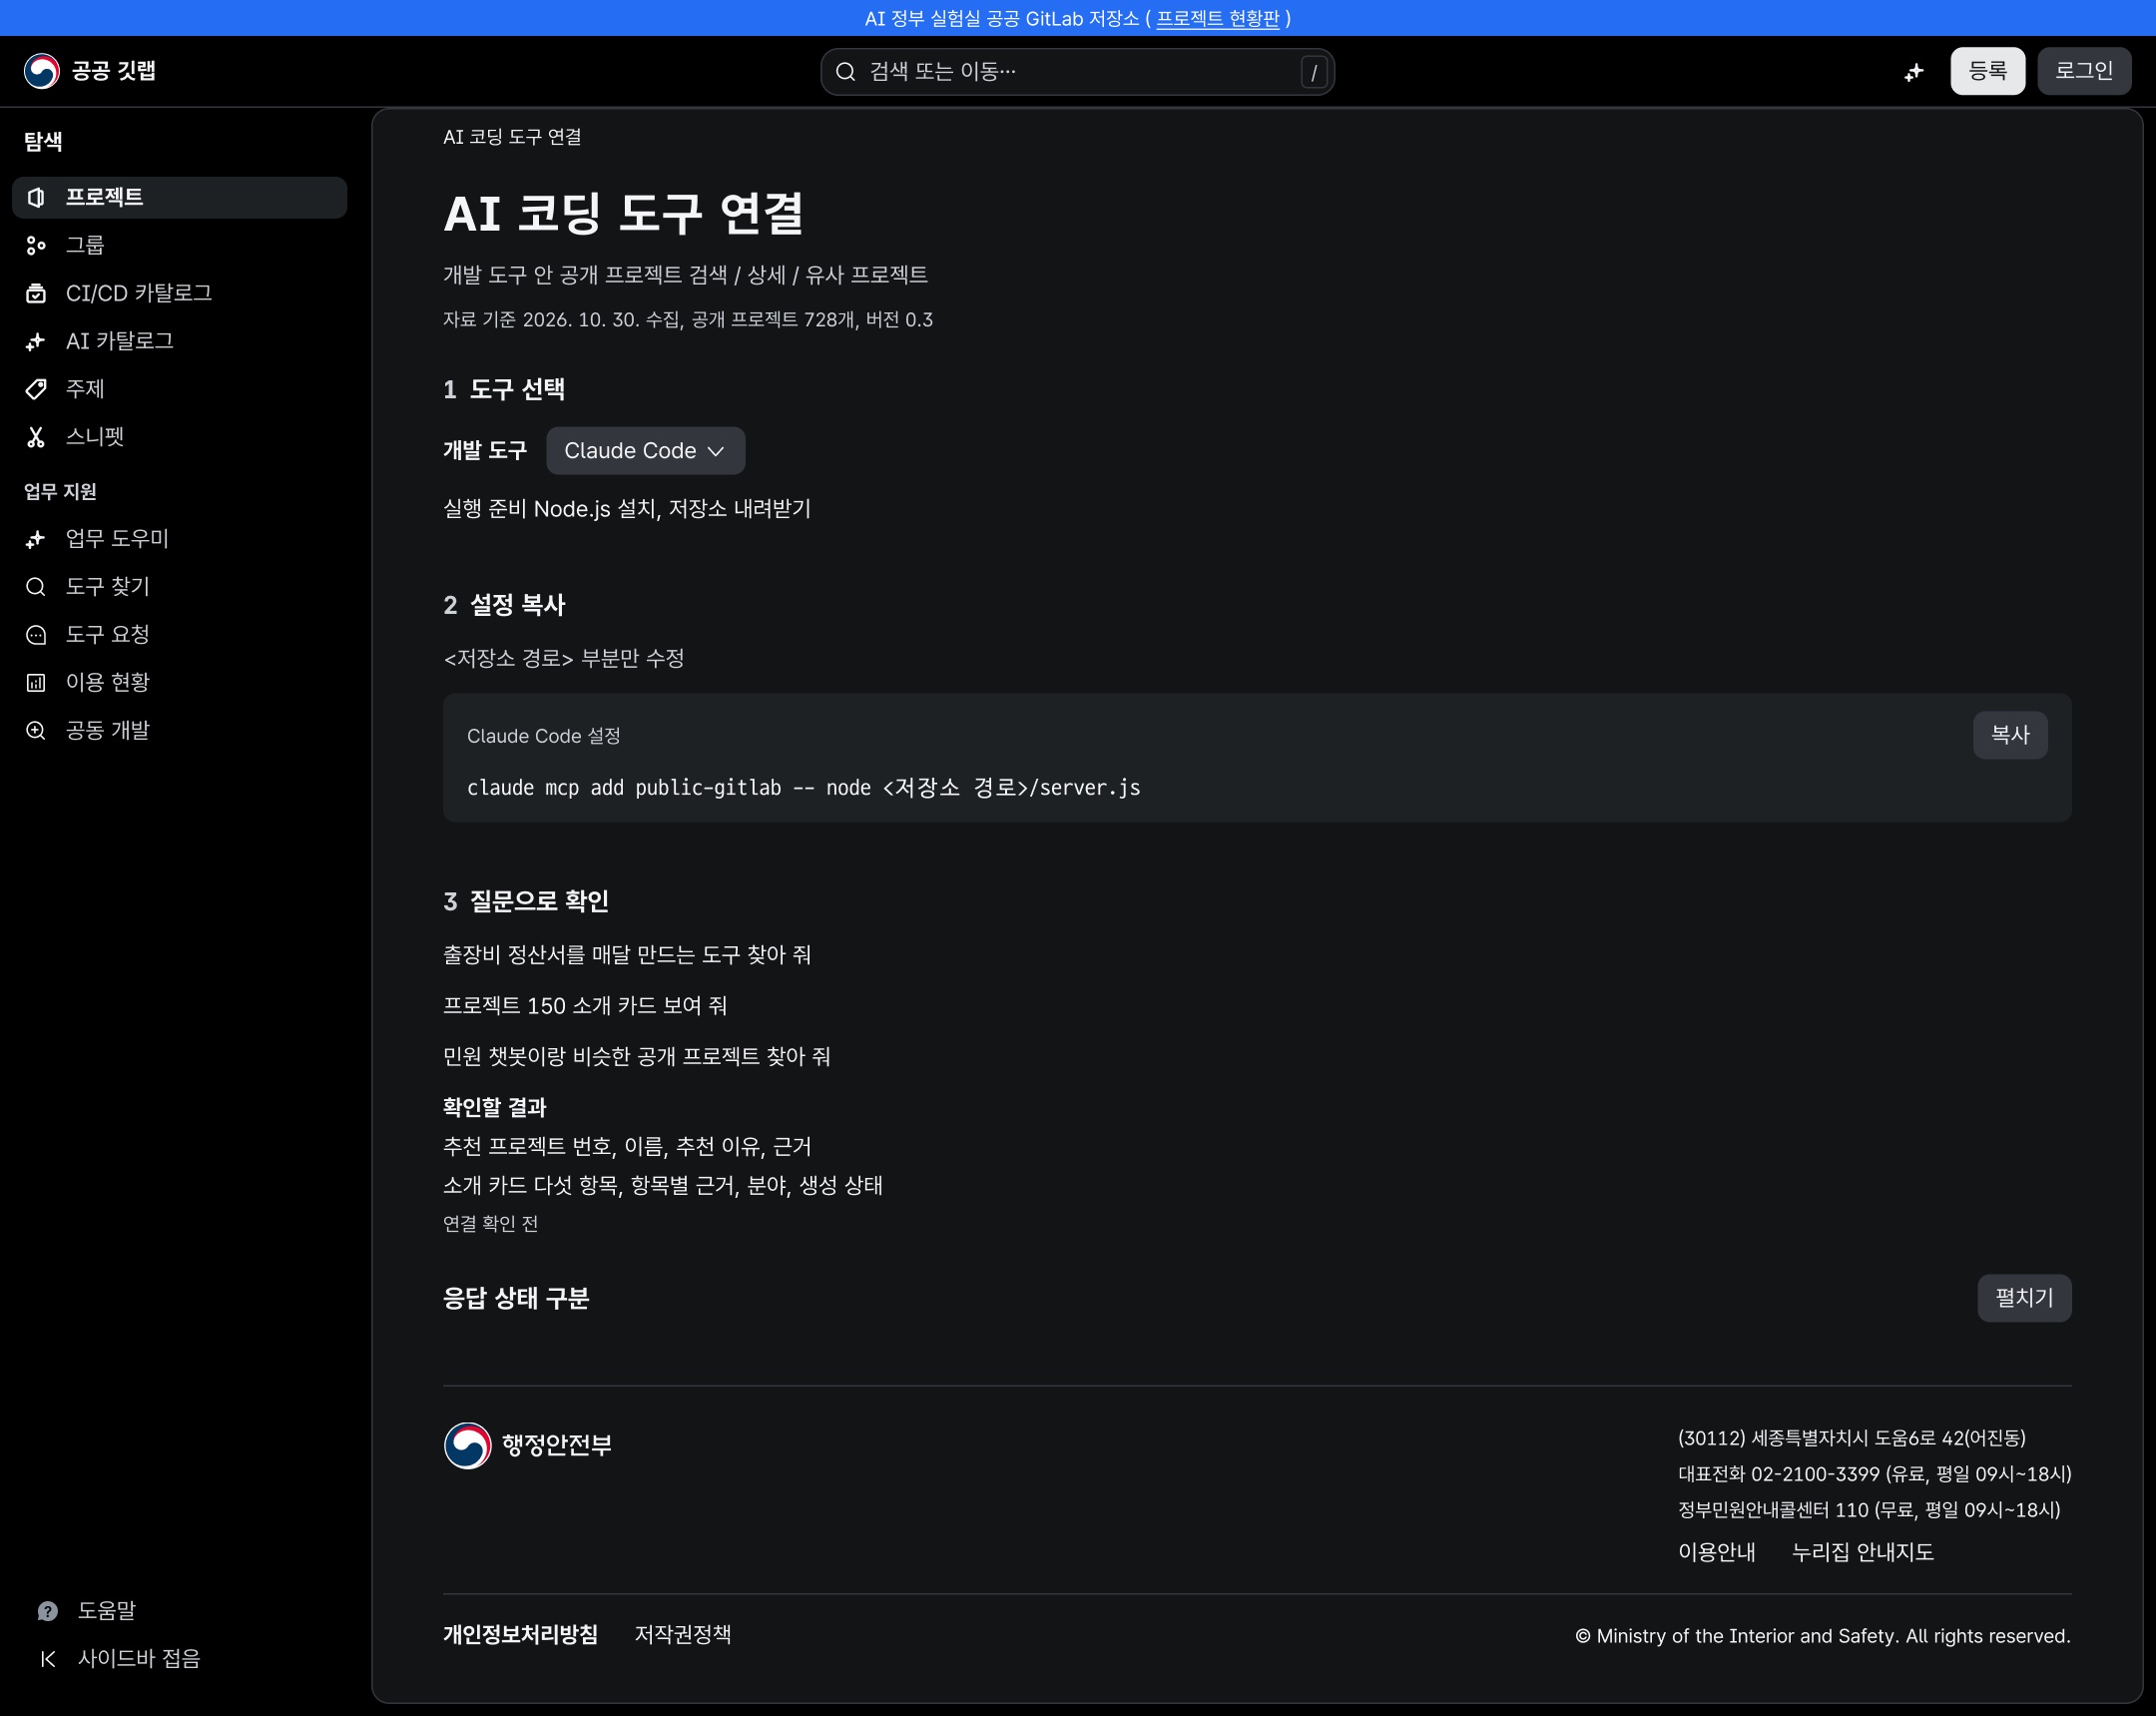 AI 정부 실험실 공공 GitLab 저장소 ( 프로젝트 현황판 )
공공 깃랩
검색 또는 이동…
/
등록
로그인
탐색
프로젝트
그룹
CI/CD 카탈로그
AI 카탈로그
주제
스니펫
업무 지원
업무 도우미
도구 찾기
도구 요청
이용 현황
공동 개발
도움말
사이드바 접음
AI 코딩 도구 연결
AI 코딩 도구 연결
개발 도구 안 공개 프로젝트 검색 / 상세 / 유사 프로젝트
자료 기준 2026. 10. 30. 수집, 공개 프로젝트 728개, 버전 0.3
1 도구 선택
개발 도구 Claude Code
실행 준비 Node.js 설치, 저장소 내려받기
2 설정 복사
<저장소 경로> 부분만 수정
Claude Code 설정
복사
claude mcp add public-gitlab -- node <저장소 경로>/server.js
3 질문으로 확인
출장비 정산서를 매달 만드는 도구 찾아 줘
프로젝트 150 소개 카드 보여 줘
민원 챗봇이랑 비슷한 공개 프로젝트 찾아 줘
확인할 결과
추천 프로젝트 번호, 이름, 추천 이유, 근거
소개 카드 다섯 항목, 항목별 근거, 분야, 생성 상태
연결 확인 전
응답 상태 구분
펼치기
행정안전부
(30112) 세종특별자치시 도움6로 42(어진동)
대표전화 02-2100-3399 (유료, 평일 09시~18시)
정부민원안내콜센터 110 (무료, 평일 09시~18시)
이용안내 누리집 안내지도
개인정보처리방침 저작권정책
© Ministry of the Interior and Safety. All rights reserved.